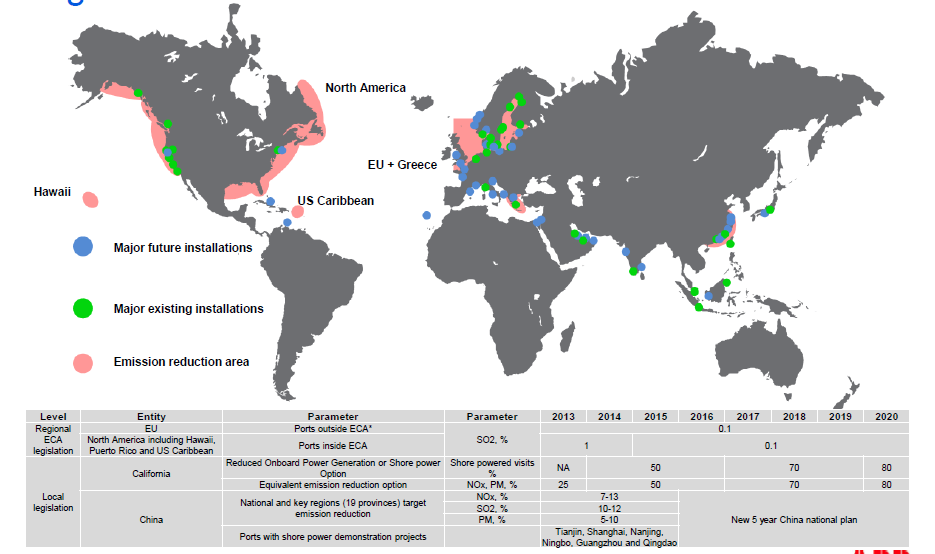 North America
EU + Greece
Hawaii
US Caribbean
Major future installations
Major existing installations
Emission reduction area
Level Entity Parameter Parameter 2013 2014 2015 2016 2017 2018 2019 2020
Regional ECA legislation EU Ports outside ECA* SO2, % 0.1
North America including Hawaii, Puerto Rico and US Caribbean Ports inside ECA 1 0.1
Local legislation California Reduced Onboard Power Generation or Shore power Option Shore powered visits % NA 50 70 80
Equivalent emission reduction option NOx, PM, % 25 50 70 80
China National and key regions (19 provinces) target emission reduction NOx, % 7-13 New 5 year China national plan
SO2, % 10-12
PM, % 5-10
Ports with shore power demonstration projects Tianjin, Shanghai, Nanjing, Ningbo, Guangzhou and Qingdao